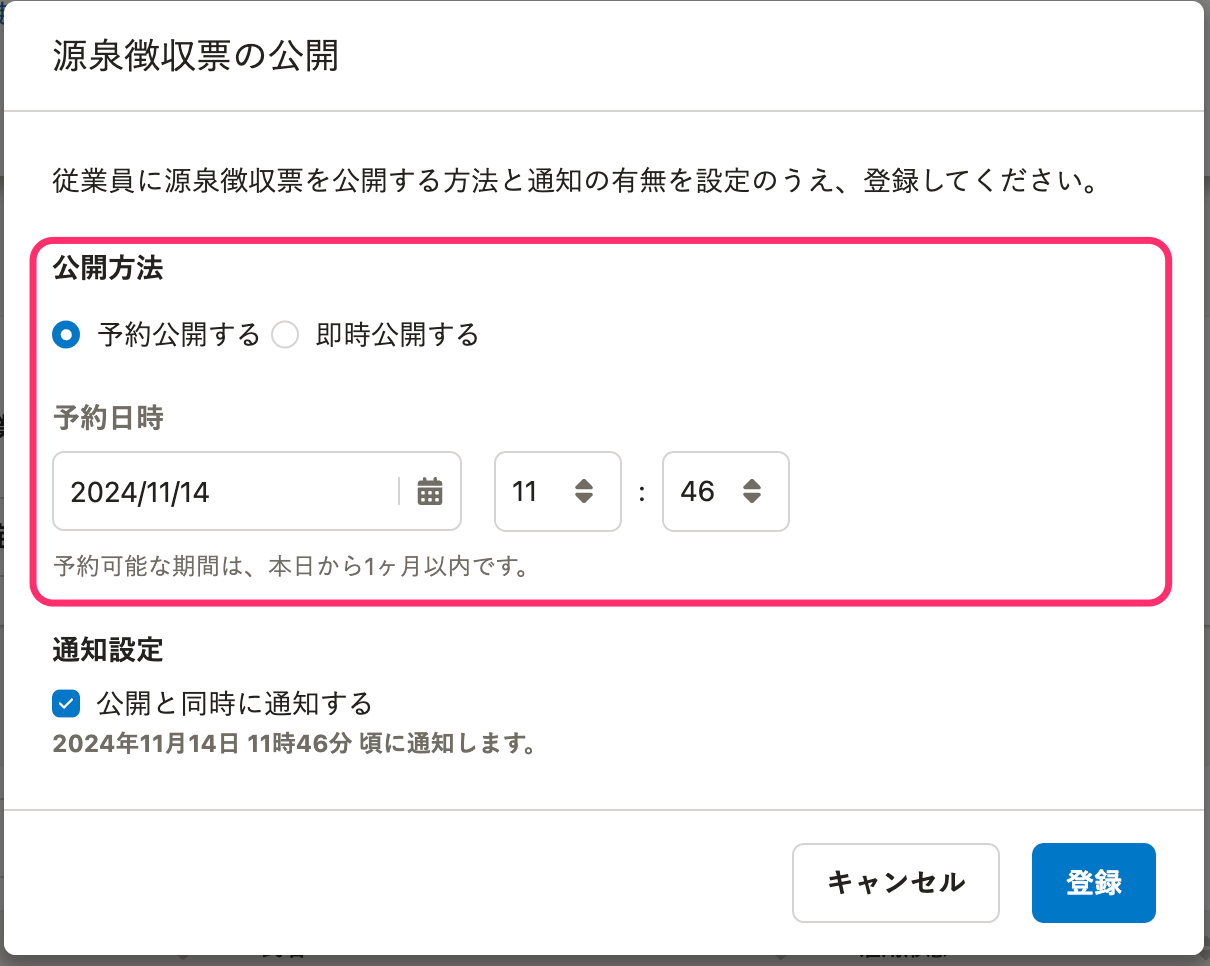 源泉徴収票の公開
従業員に源泉徴収票を公開する方法と通知の有無を設定のうえ、登録してください。
公開方法
予約公開する 即時公開する
予約日時
2024/11/14 11 : 46
予約可能な期間は、本日から1ヶ月以内です。
通知設定
公開と同時に通知する
2024年11月14日 11時46分 頃に通知します。
キャンセル 登録